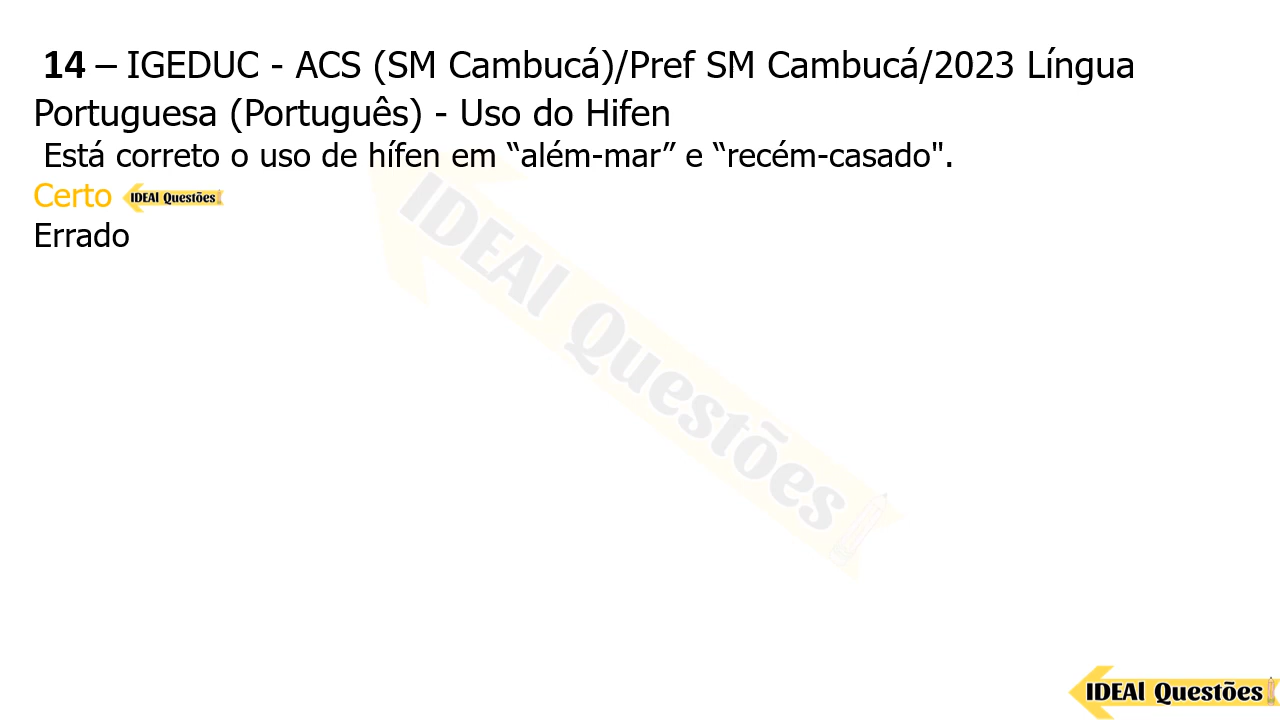 14 – IGEDUC - ACS (SM Cambucá)/Pref SM Cambucá/2023 Língua
Portuguesa (Português) - Uso do Hifen
Está correto o uso de hífen em “além-mar” e “recém-casado".
Certo IDEAl Questões
Errado
IDEAl Questões
IDEAl Questões